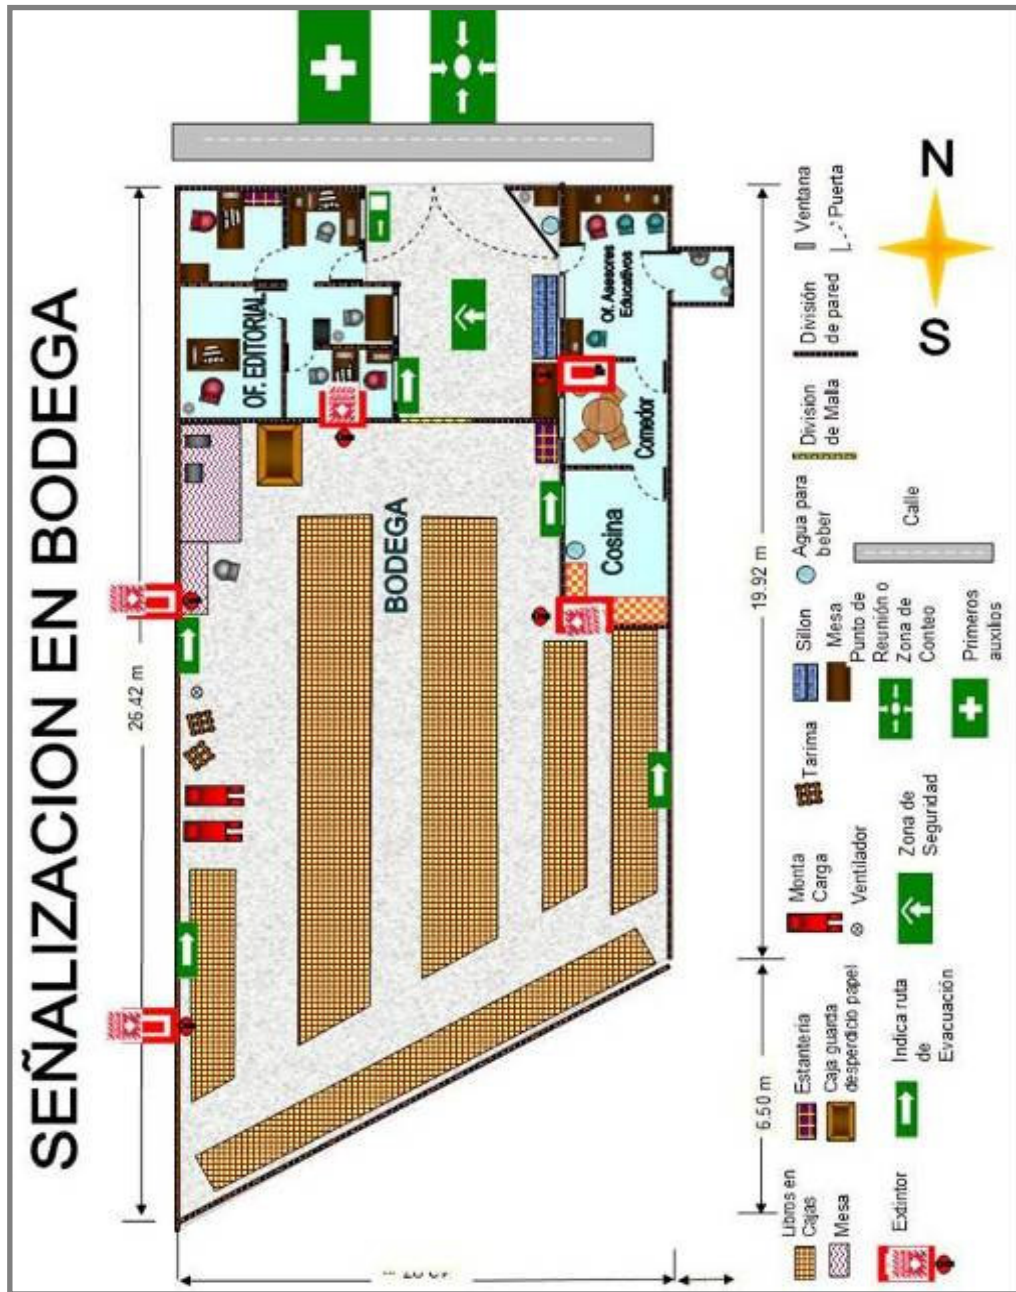 SEÑALIZACION EN BODEGA
26.42 m
OF. EDITORIAL
Of. Asesores
Educativos
Comedor
Cosina
BODEGA
19.92 m
6.50 m
N
S
Libros en
Cajas
Mesa
Extintor
Estanteria
Caja guarda
desperdicio papel
Indica ruta
de
Evacuación
Monta
Carga
Ventilador
Zona de
Seguridad
Tarima
Sillon
Mesa
Punto de
Reunión o
Zona de
Conteo
Primeros
auxilios
Agua para
beber
Calle
División
de Malla
División
de pared
Ventana
Puerta